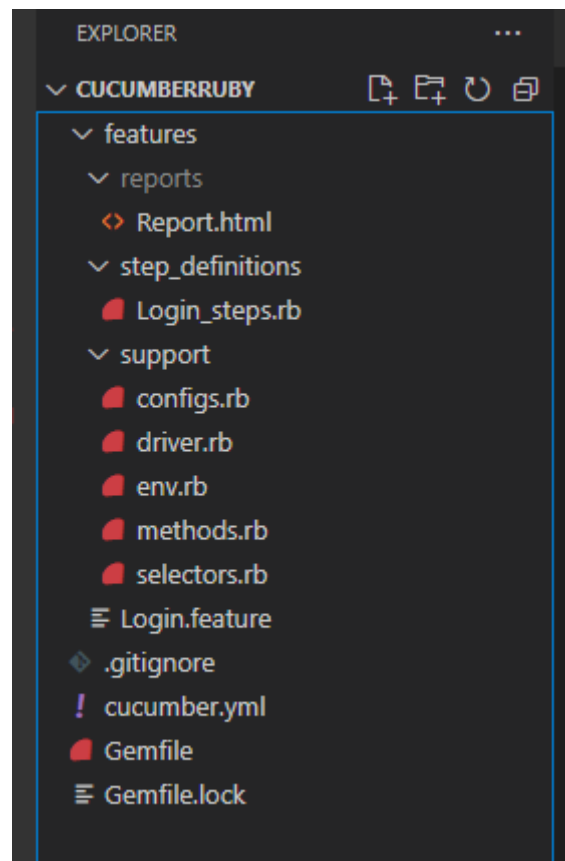 EXPLORER ...
CUCUMBERRUBY
features
reports
Report.html
step_definitions
Login_steps.rb
support
configs.rb
driver.rb
env.rb
methods.rb
selectors.rb
Login.feature
.gitignore
cucumber.yml
Gemfile
Gemfile.lock